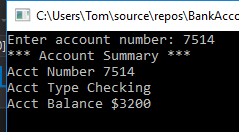 C:\Users\Tom\source\repos\BankAcco
Enter account number: 7514
*** Account Summary ***
Acct Number 7514
Acct Type Checking
Acct Balance $3200